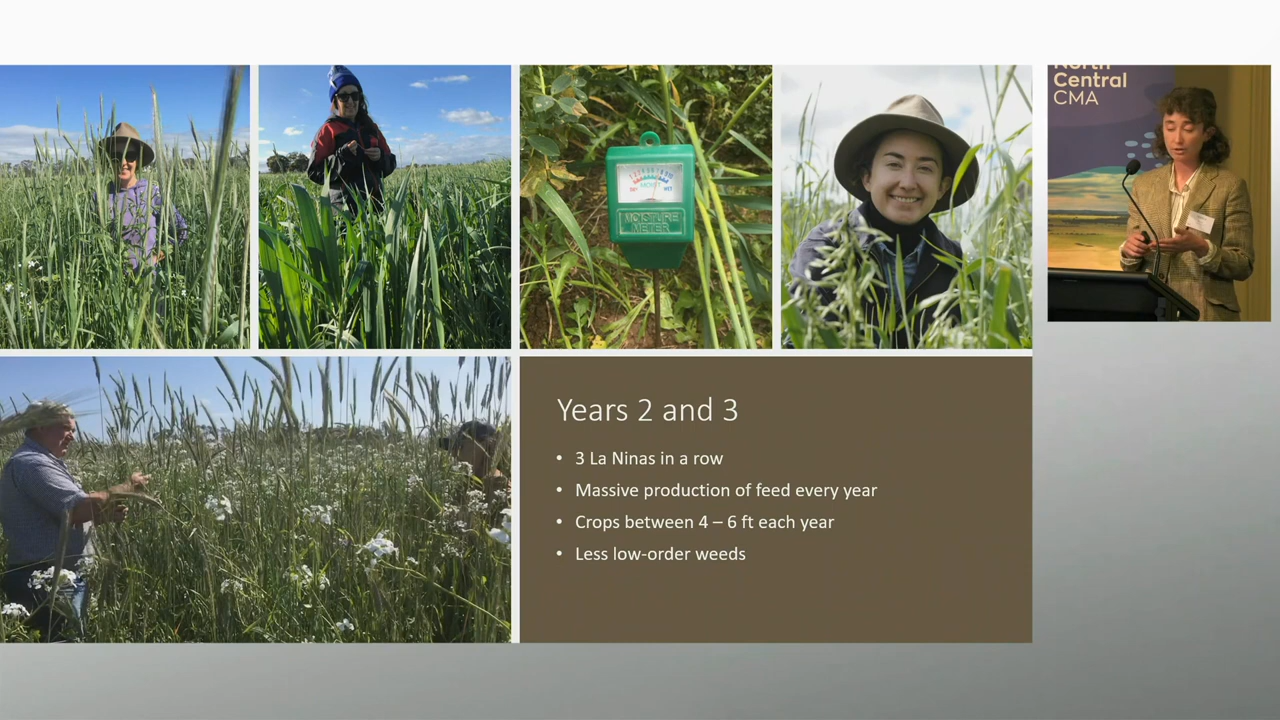 North
Central
CMA
MOIST
MOISTURE
METER
Years 2 and 3
• 3 La Ninas in a row
• Massive production of feed every year
• Crops between 4 – 6 ft each year
• Less low-order weeds